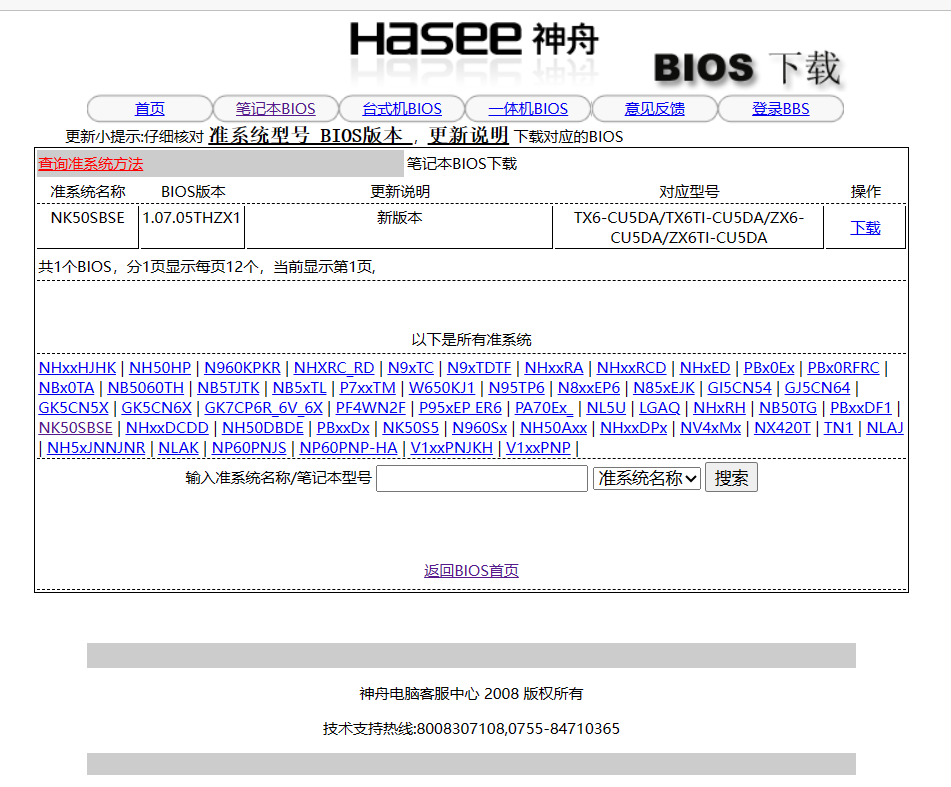 Hasee 神舟
BIOS 下载
首页 笔记本BIOS 台式机BIOS 一体机BIOS 意见反馈 登录BBS
更新小提示:仔细核对 准系统型号 BIOS版本 ，更新说明 下载对应的BIOS
查询准系统方法 笔记本BIOS下载
准系统名称 BIOS版本 更新说明 对应型号 操作
NK50SBSE 1.07.05THZX1 新版本 TX6-CU5DA/TX6TI-CU5DA/ZX6-
CU5DA/ZX6TI-CU5DA 下载
共1个BIOS，分1页显示每页12个，当前显示第1页,
以下是所有准系统
NHxxHJHK | NH50HP | N960KPKR | NHXRC_RD | N9xTC | N9xTDTF | NHxxRA | NHxxRCD | NHxED | PBx0Ex | PBx0RFRC |
NBx0TA | NB5060TH | NB5TJTK | NB5xTL | P7xxTM | W650KJ1 | N95TP6 | N8xxEP6 | N85xEJK | GI5CN54 | GJ5CN64 |
GK5CN5X | GK5CN6X | GK7CP6R_6V_6X | PF4WN2F | P95xEP ER6 | PA70Ex_ | NL5U | LGAQ | NHxRH | NB50TG | PBxxDF1 |
NK50SBSE | NHxxDCDD | NH50DBDE | PBxxDx | NK50S5 | N960Sx | NH50Axx | NHxxDPx | NV4xMx | NX420T | TN1 | NLAJ
| NH5xJNNJNR | NLAK | NP60PNJS | NP60PNP-HA | V1xxPNJKH | V1xxPNP |
输入准系统名称/笔记本型号 准系统名称 搜索
返回BIOS首页
神舟电脑客服中心 2008 版权所有
技术支持热线:8008307108,0755-84710365